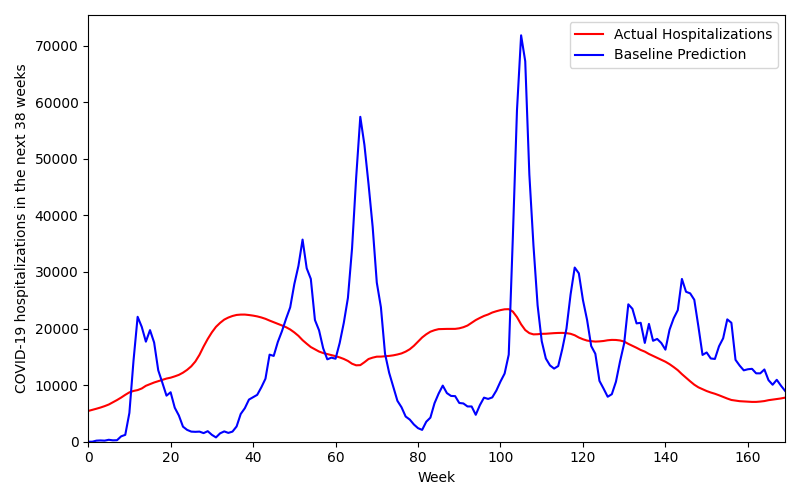 Actual Hospitalizations
Baseline Prediction
COVID-19 hospitalizations in the next 38 weeks
70000
60000
50000
40000
30000
20000
10000
0
0 20 40 60 80 100 120 140 160
Week